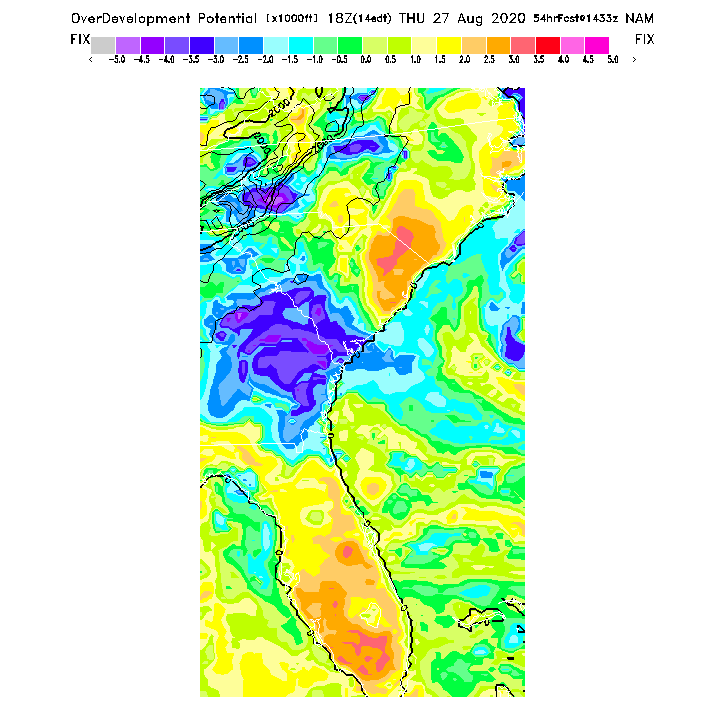 OverDevelopment Potential [x1000ft] 18Z(14edt) THU 27 Aug 2020 54hrFcst@1433z NAM
FIX FIX
< -5.0 -4.5 -4.0 -3.5 -3.0 -2.5 -2.0 -1.5 -1.0 -0.5 0.0 0.5 1.0 1.5 2.0 2.5 3.0 3.5 4.0 4.5 5.0 >
2000